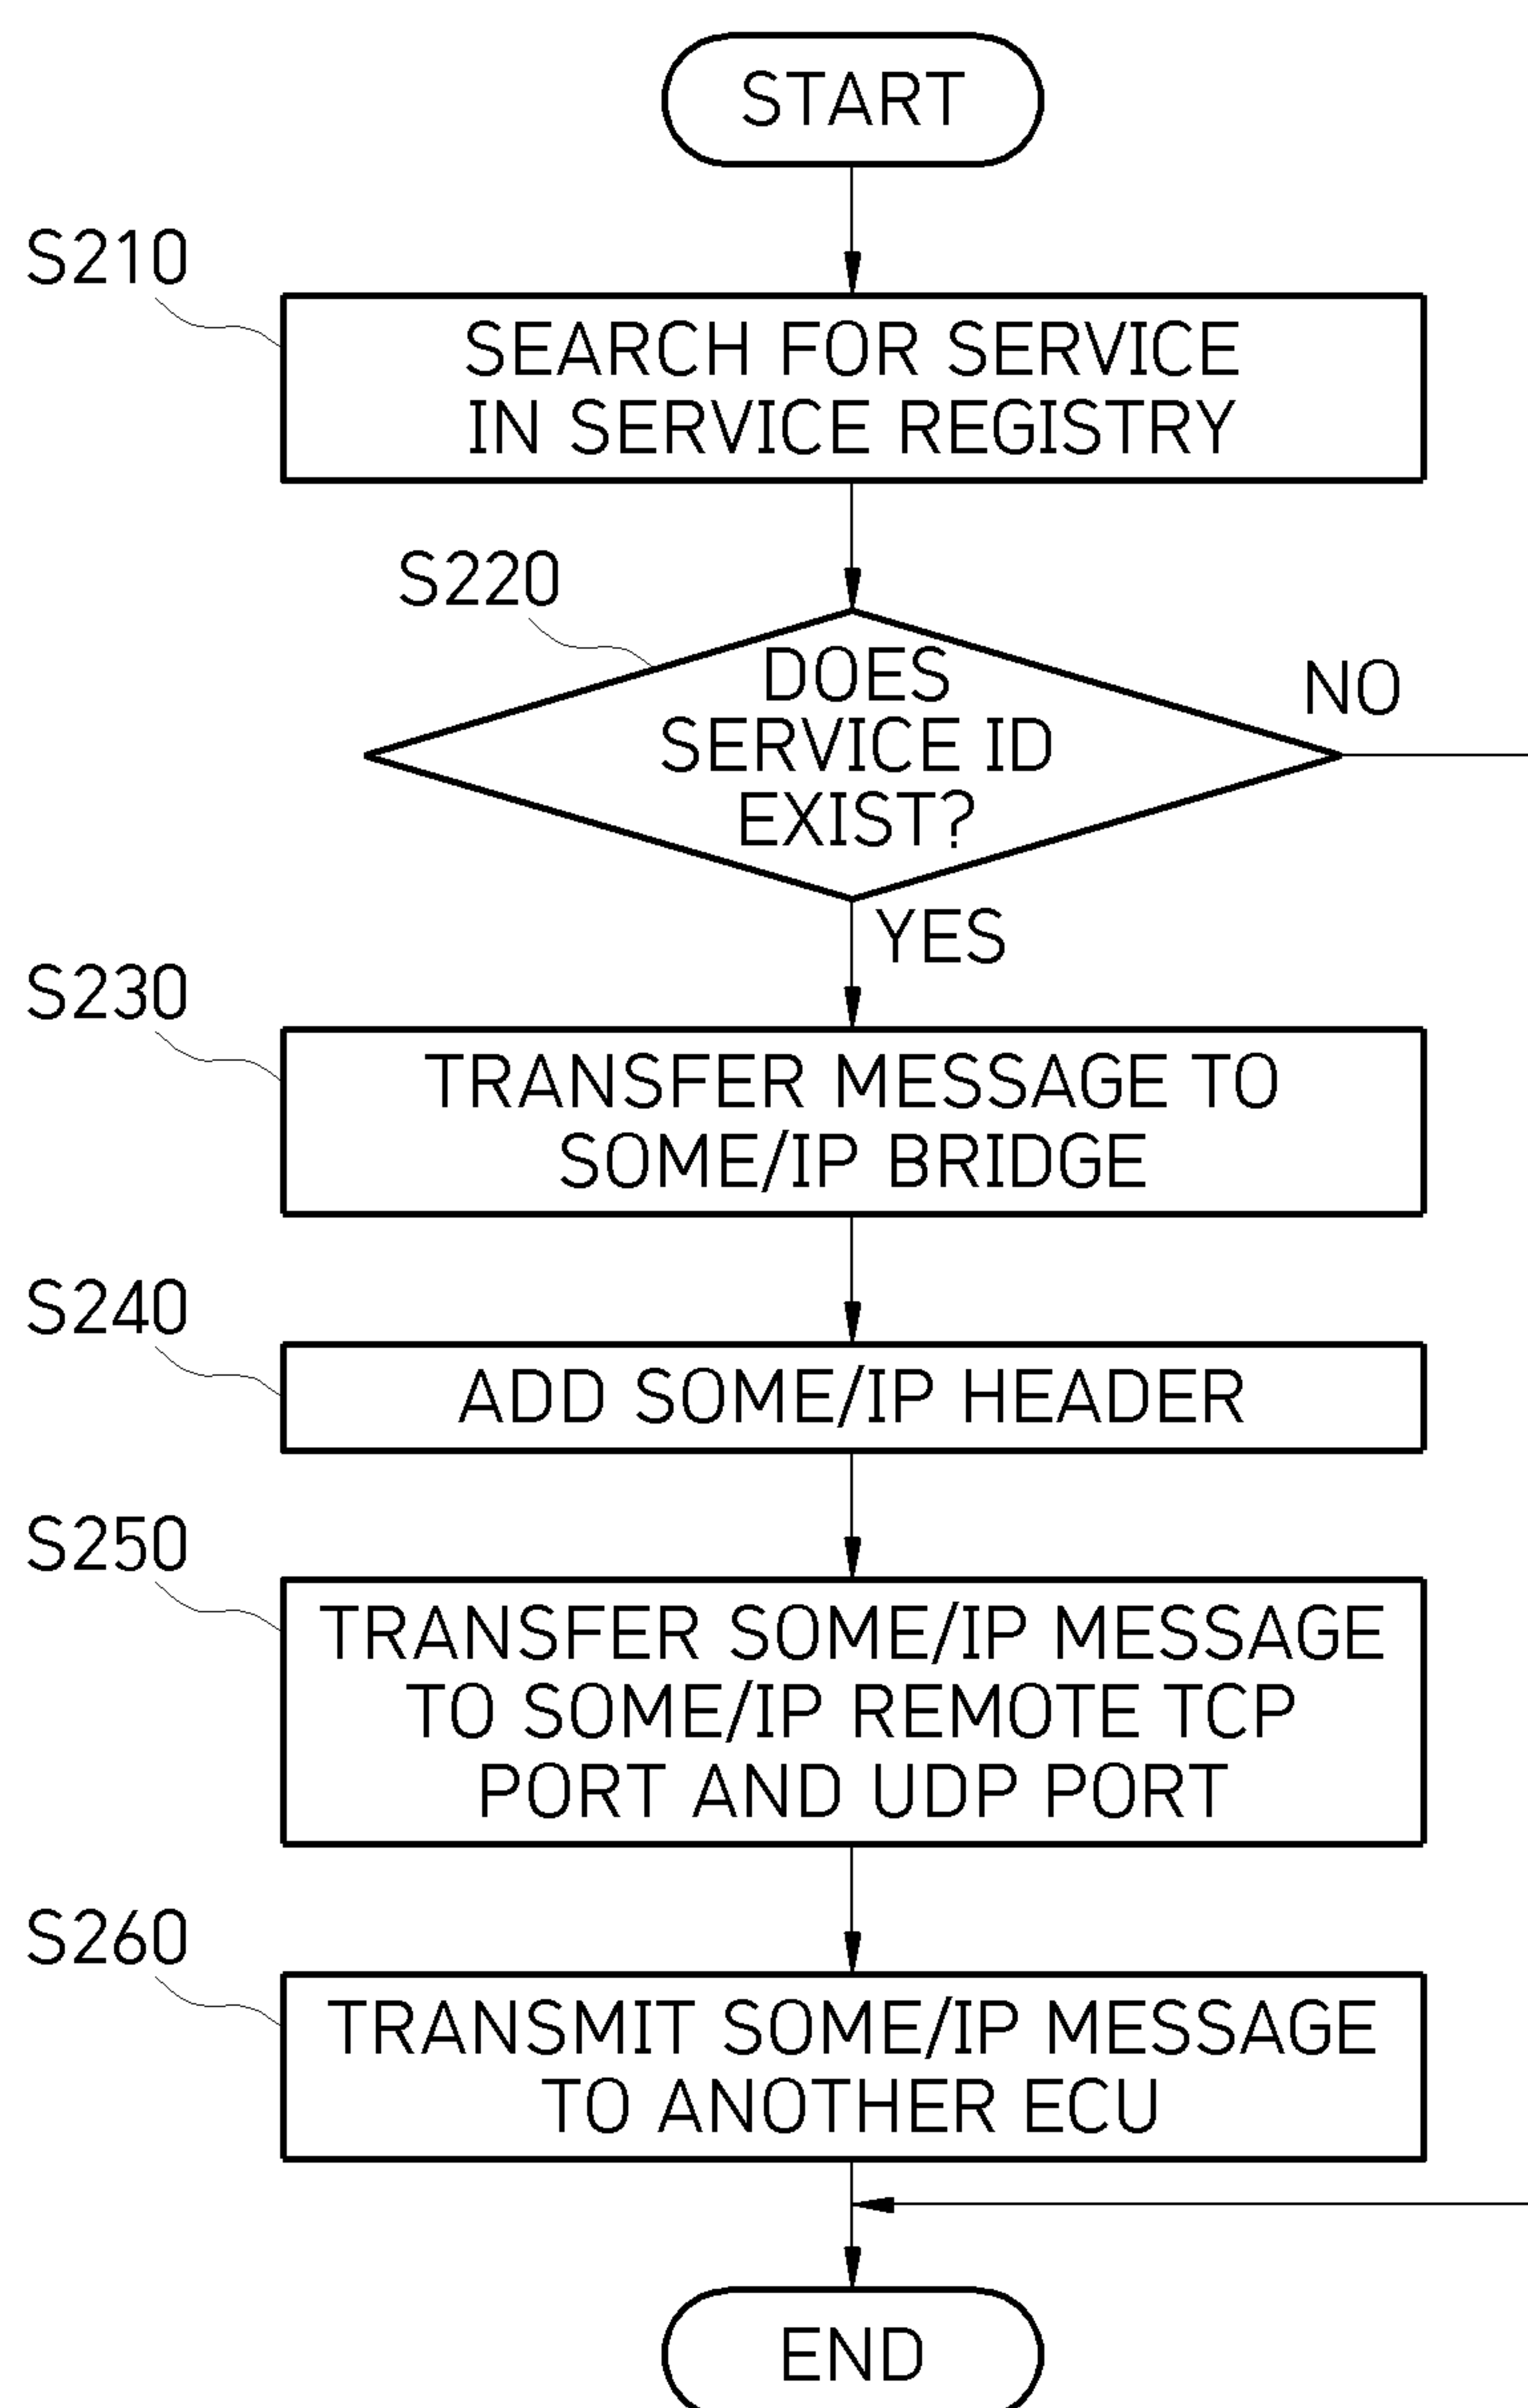 START
S210
SEARCH FOR SERVICE
IN SERVICE REGISTRY
S220
DOES
SERVICE ID
EXIST?
NO
YES
S230
TRANSFER MESSAGE TO
SOME/IP BRIDGE
S240
ADD SOME/IP HEADER
S250
TRANSFER SOME/IP MESSAGE
TO SOME/IP REMOTE TCP
PORT AND UDP PORT
S260
TRANSMIT SOME/IP MESSAGE
TO ANOTHER ECU
END